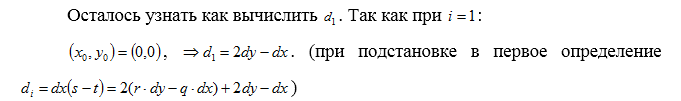 Осталось узнать как вычислить d₁. Так как при i = 1:
(x₀, y₀) = (0,0), ⇒ d₁ = 2dy − dx. (при подстановке в первое определение
dᵢ = dx(s − t) = 2(r · dy − q · dx) + 2dy − dx)